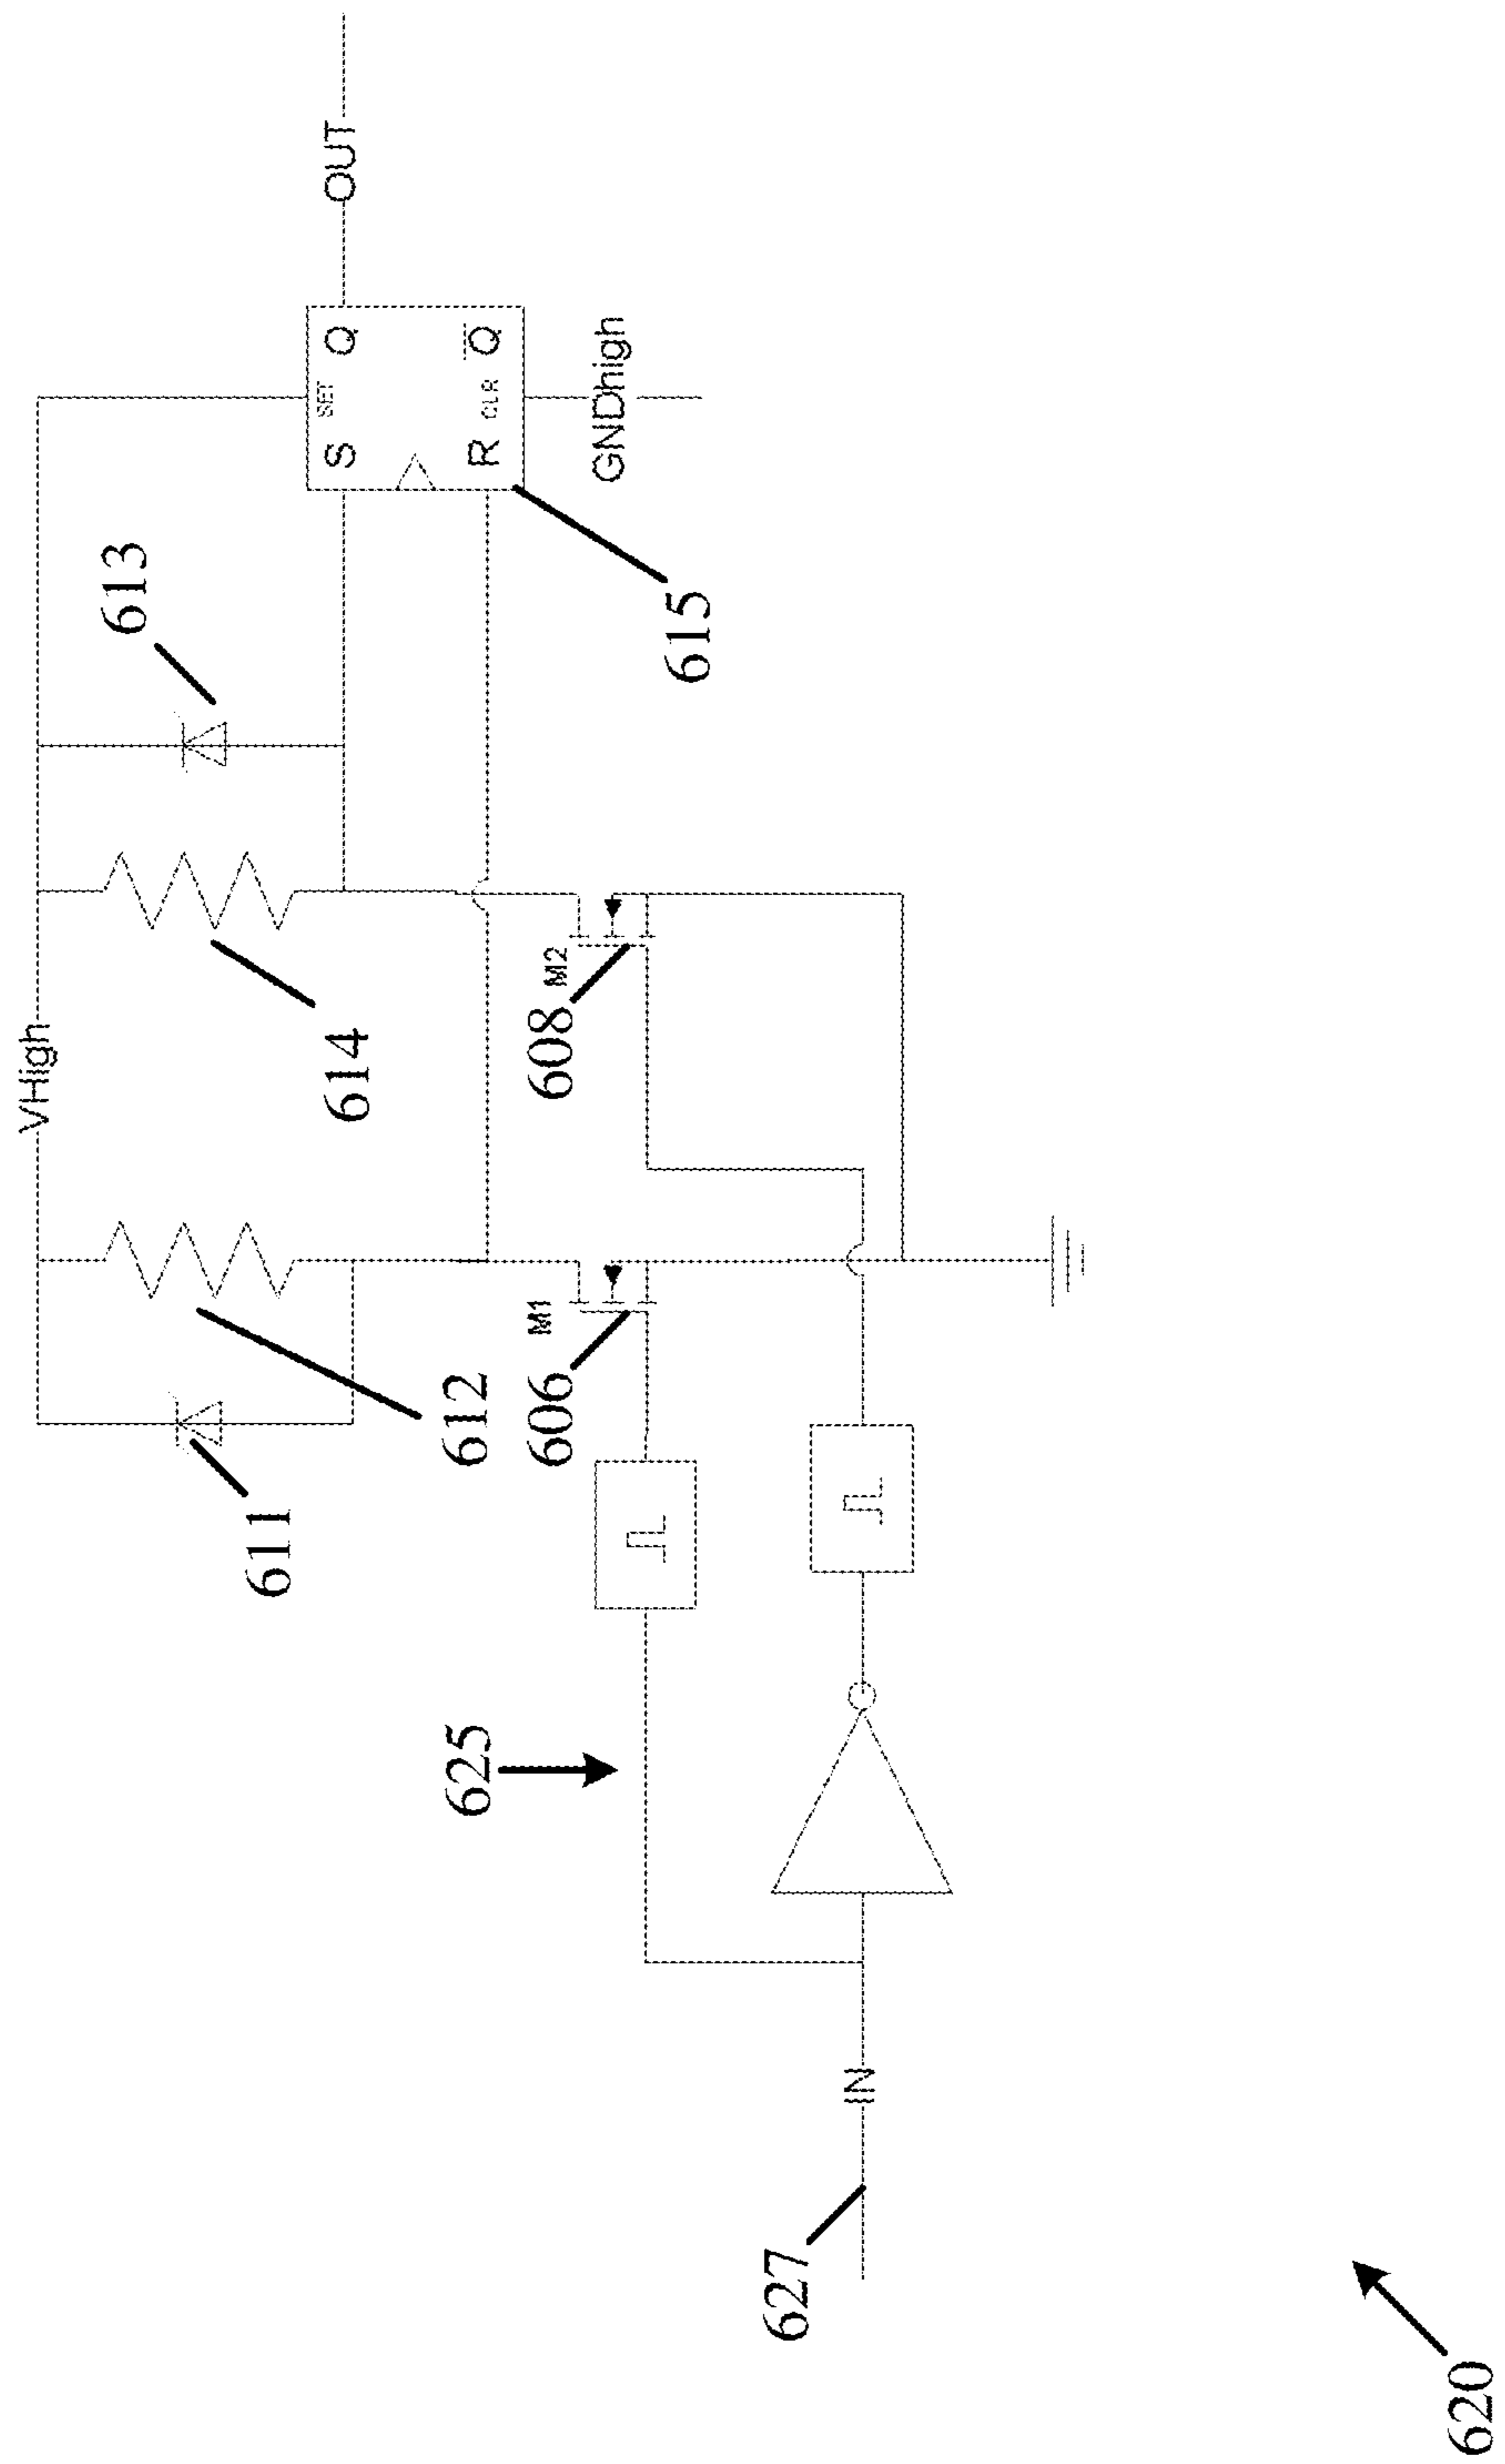 VHigh
611
612
614
613
S
SET
Q
R
CLR
Q
OUT
615
GNDhigh
M1
606
M2
608
625
627
IN
620